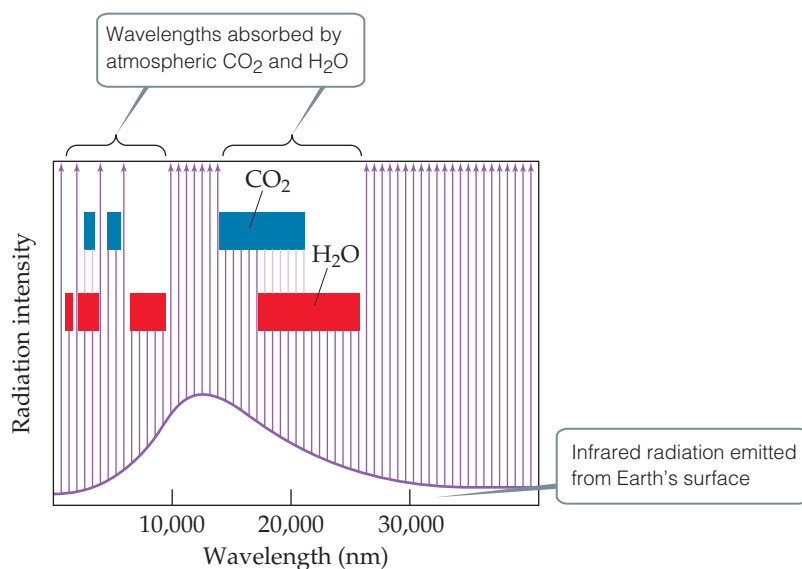 Wavelengths absorbed by
atmospheric CO₂ and H₂O
CO₂
H₂O
Radiation intensity
Infrared radiation emitted
from Earth's surface
10,000 20,000 30,000
Wavelength (nm)